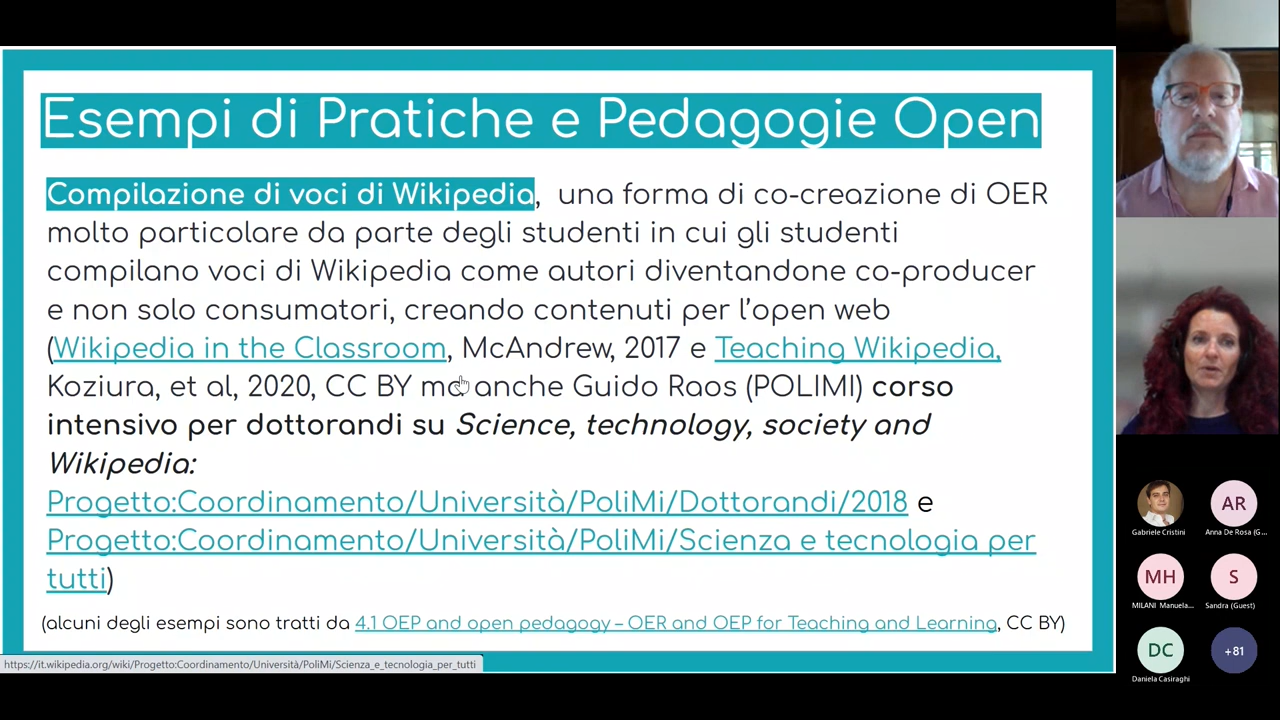 Esempi di Pratiche e Pedagogie Open
Compilazione di voci di Wikipedia, una forma di co-creazione di OER
molto particolare da parte degli studenti in cui gli studenti
compilano voci di Wikipedia come autori diventandone co-producer
e non solo consumatori, creando contenuti per l’open web
(Wikipedia in the Classroom, McAndrew, 2017 e Teaching Wikipedia,
Koziura, et al, 2020, CC BY ma anche Guido Raos (POLIMI) corso
intensivo per dottorandi su Science, technology, society and
Wikipedia:
Progetto:Coordinamento/Università/PoliMi/Dottorandi/2018 e
Progetto:Coordinamento/Università/PoliMi/Scienza e tecnologia per
tutti)
(alcuni degli esempi sono tratti da 4.1 OEP and open pedagogy – OER and OEP for Teaching and Learning, CC BY)
https://it.wikipedia.org/wiki/Progetto:Coordinamento/Università/PoliMi/Scienza_e_tecnologia_per_tutti
AR
Gabriele Cristini
Anna De Rosa (G...
MH
S
MILANI Manuela...
Sandra (Guest)
DC
+81
Daniela Casiraghi